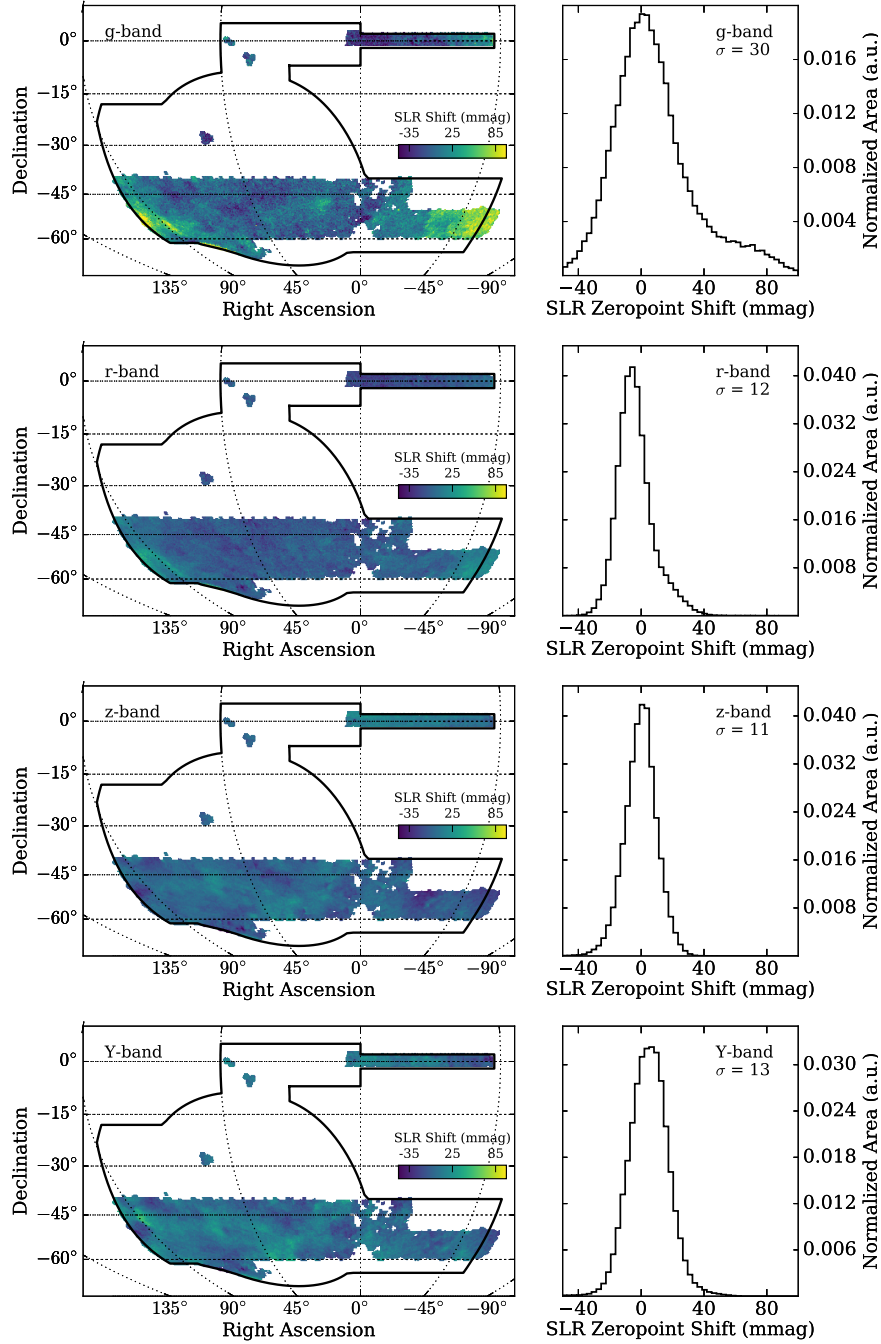 g-band
0°
−15°
−30°
−45°
−60°
Declination
SLR Shift (mmag)
-35 25 85
135° 90° 45° 0° −45° −90°
Right Ascension
g-band
σ = 30
0.016
0.012
0.008
0.004
Normalized Area (a.u.)
−40 0 40 80
SLR Zeropoint Shift (mmag)
r-band
0°
−15°
−30°
−45°
−60°
Declination
SLR Shift (mmag)
-35 25 85
135° 90° 45° 0° −45° −90°
Right Ascension
r-band
σ = 12
0.040
0.032
0.024
0.016
0.008
Normalized Area (a.u.)
−40 0 40 80
SLR Zeropoint Shift (mmag)
z-band
0°
−15°
−30°
−45°
−60°
Declination
SLR Shift (mmag)
-35 25 85
135° 90° 45° 0° −45° −90°
Right Ascension
z-band
σ = 11
0.040
0.032
0.024
0.016
0.008
Normalized Area (a.u.)
−40 0 40 80
SLR Zeropoint Shift (mmag)
Y-band
0°
−15°
−30°
−45°
−60°
Declination
SLR Shift (mmag)
-35 25 85
135° 90° 45° 0° −45° −90°
Right Ascension
Y-band
σ = 13
0.030
0.024
0.018
0.012
0.006
Normalized Area (a.u.)
−40 0 40 80
SLR Zeropoint Shift (mmag)